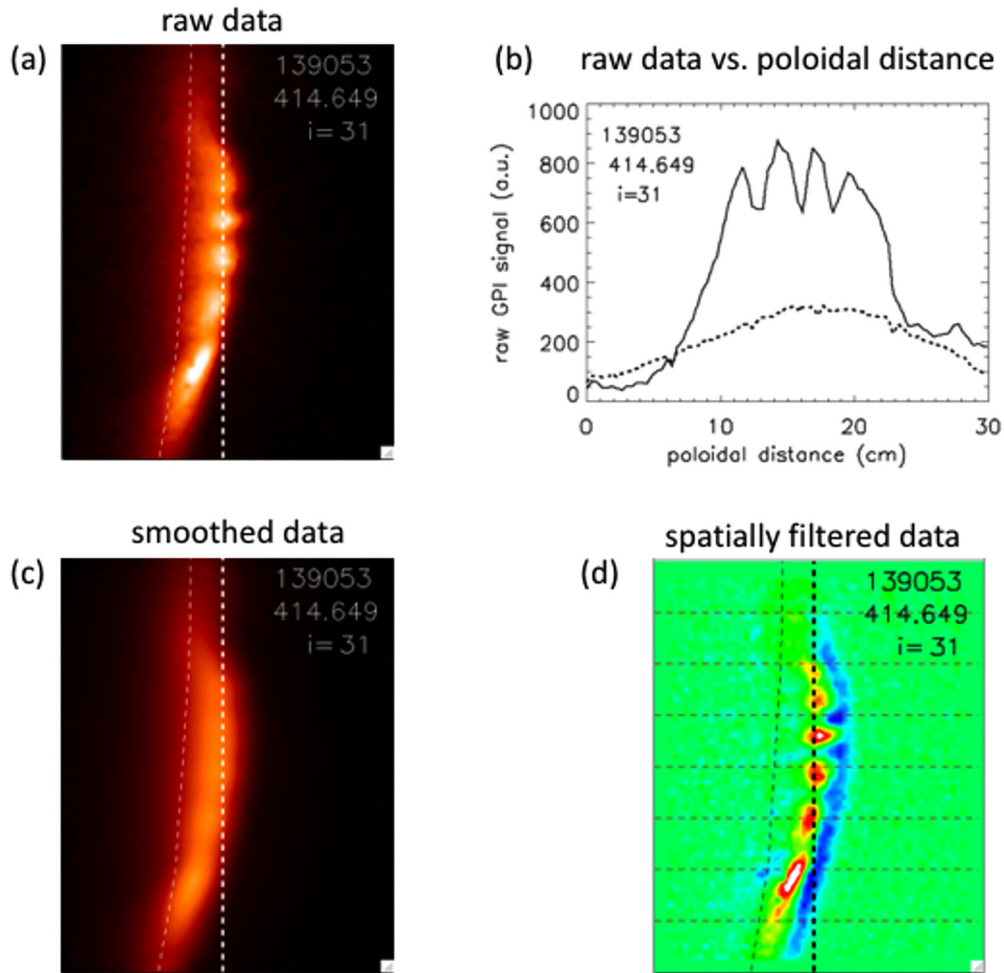 raw data
(a)
139053
414.649
i= 31
(b) raw data vs. poloidal distance
1000
800
600
400
200
0
raw GPI signal (a.u.)
139053
414.649
i=31
0 10 20 30
poloidal distance (cm)
smoothed data
(c)
139053
414.649
i= 31
spatially filtered data
(d)
139053
414.649
i= 31